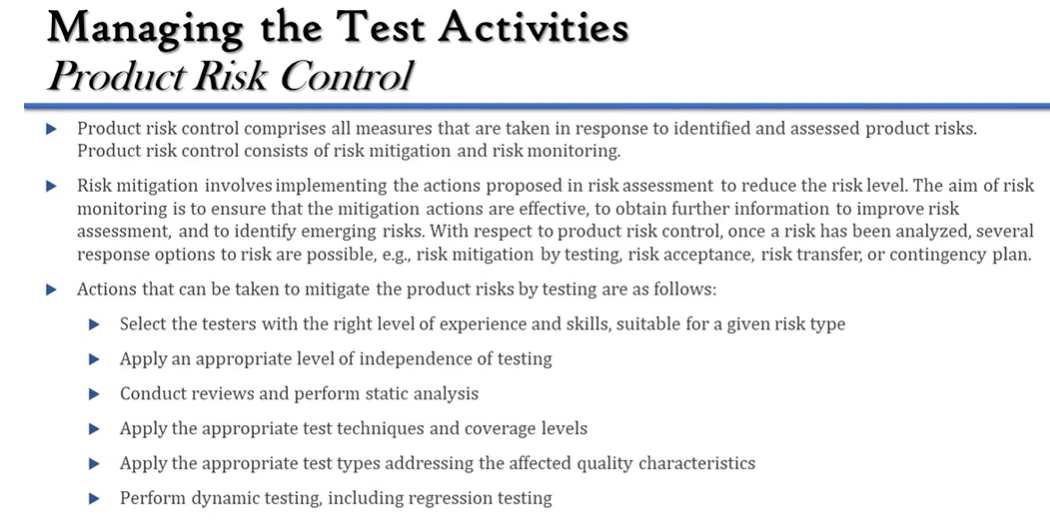 Managing the Test Activities
Product Risk Control
Product risk control comprises all measures that are taken in response to identified and assessed product risks.
Product risk control consists of risk mitigation and risk monitoring.
Risk mitigation involves implementing the actions proposed in risk assessment to reduce the risk level. The aim of risk
monitoring is to ensure that the mitigation actions are effective, to obtain further information to improve risk
assessment, and to identify emerging risks. With respect to product risk control, once a risk has been analyzed, several
response options to risk are possible, e.g., risk mitigation by testing, risk acceptance, risk transfer, or contingency plan.
Actions that can be taken to mitigate the product risks by testing are as follows:
Select the testers with the right level of experience and skills, suitable for a given risk type
Apply an appropriate level of independence of testing
Conduct reviews and perform static analysis
Apply the appropriate test techniques and coverage levels
Apply the appropriate test types addressing the affected quality characteristics
Perform dynamic testing, including regression testing